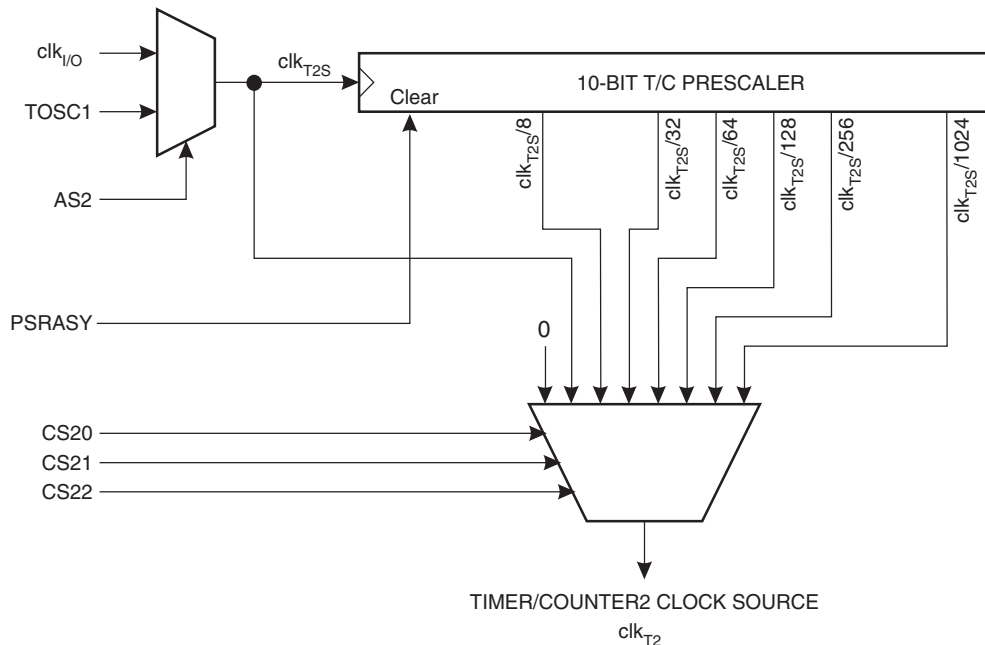 clkI/O
TOSC1
AS2
PSRASY
clkT2S
10-BIT T/C PRESCALER
Clear
clkT2S/8
clkT2S/32
clkT2S/64
clkT2S/128
clkT2S/256
clkT2S/1024
0
CS20
CS21
CS22
TIMER/COUNTER2 CLOCK SOURCE
clkT2